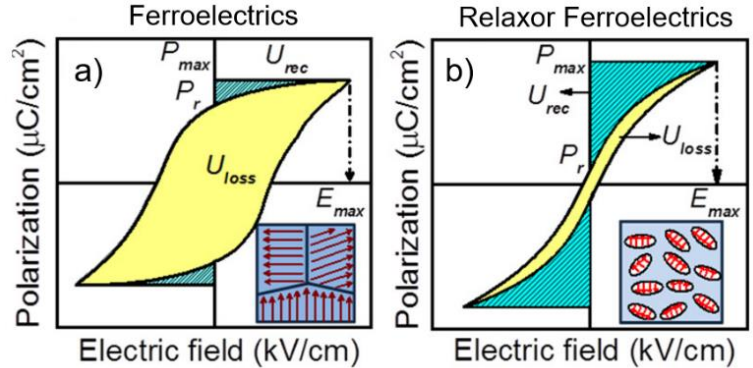 Ferroelectrics
a)
P_max
U_rec
P_r
U_loss
E_max
Polarization (μC/cm²)
Electric field (kV/cm)
Relaxor Ferroelectrics
b)
P_max
U_rec
P_r
U_loss
E_max
Polarization (μC/cm²)
Electric field (kV/cm)